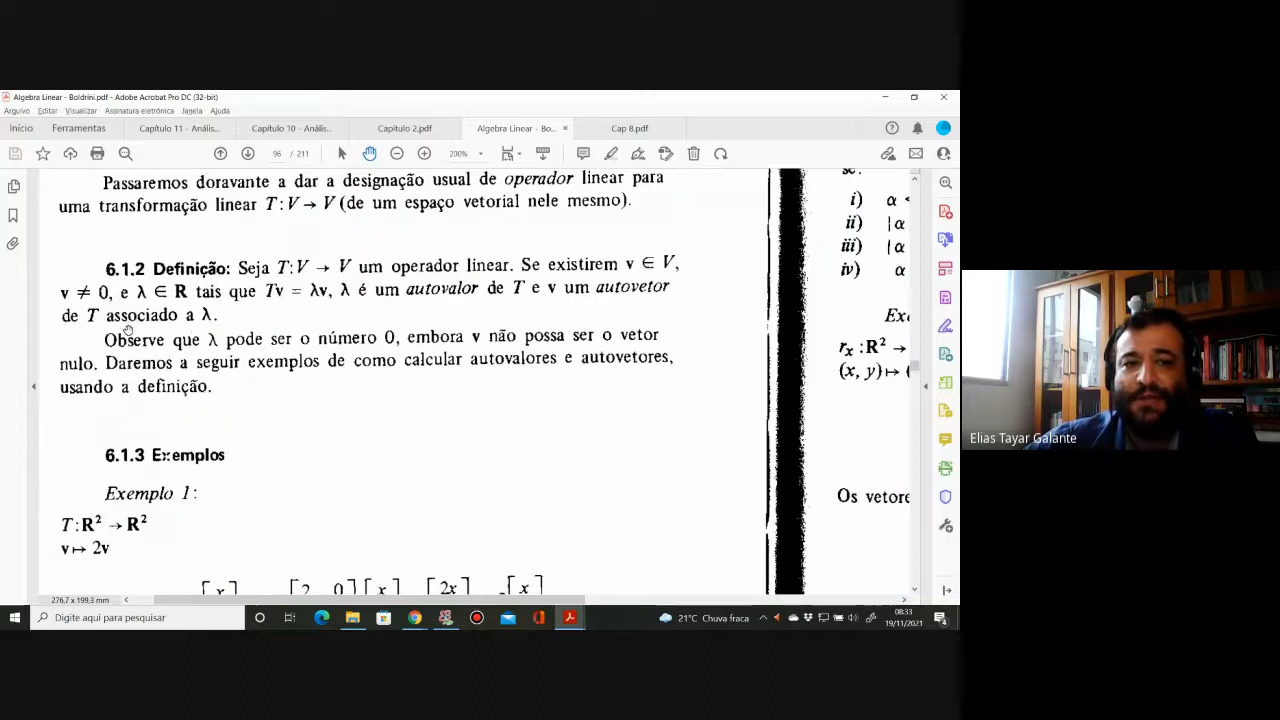 Algebra Linear - Boldrini.pdf - Adobe Acrobat Pro DC (32-bit)
Arquivo Editar Visualizar Assinatura eletrônica Janela Ajuda
Início Ferramentas Capítulo 11 - Anális... Capítulo 10 - Anális... Capitulo 2.pdf Algebra Linear - Bo... × Cap 8.pdf
96 / 211 200%
Passaremos doravante a dar a designação usual de operador linear para
uma transformação linear T: V → V (de um espaço vetorial nele mesmo).
6.1.2 Definição: Seja T: V → V um operador linear. Se existirem v ∈ V,
v ≠ 0, e λ ∈ R tais que Tv = λv, λ é um autovalor de T e v um autovetor
de T associado a λ.
Observe que λ pode ser o número 0, embora v não possa ser o vetor
nulo. Daremos a seguir exemplos de como calcular autovalores e autovetores,
usando a definição.
6.1.3 Exemplos
Exemplo 1:
T: R² → R²
v ↦ 2v
[x] [2 0] [x] [2x] [x]
i) α <
ii) |α
iii) |α
iv) α
Exe
r_x : R² →
(x, y) ↦ (
Os vetore
276,7 x 199,3 mm
Elias Tayar Galante
Digite aqui para pesquisar
21°C Chuva fraca
08:33
19/11/2021
4